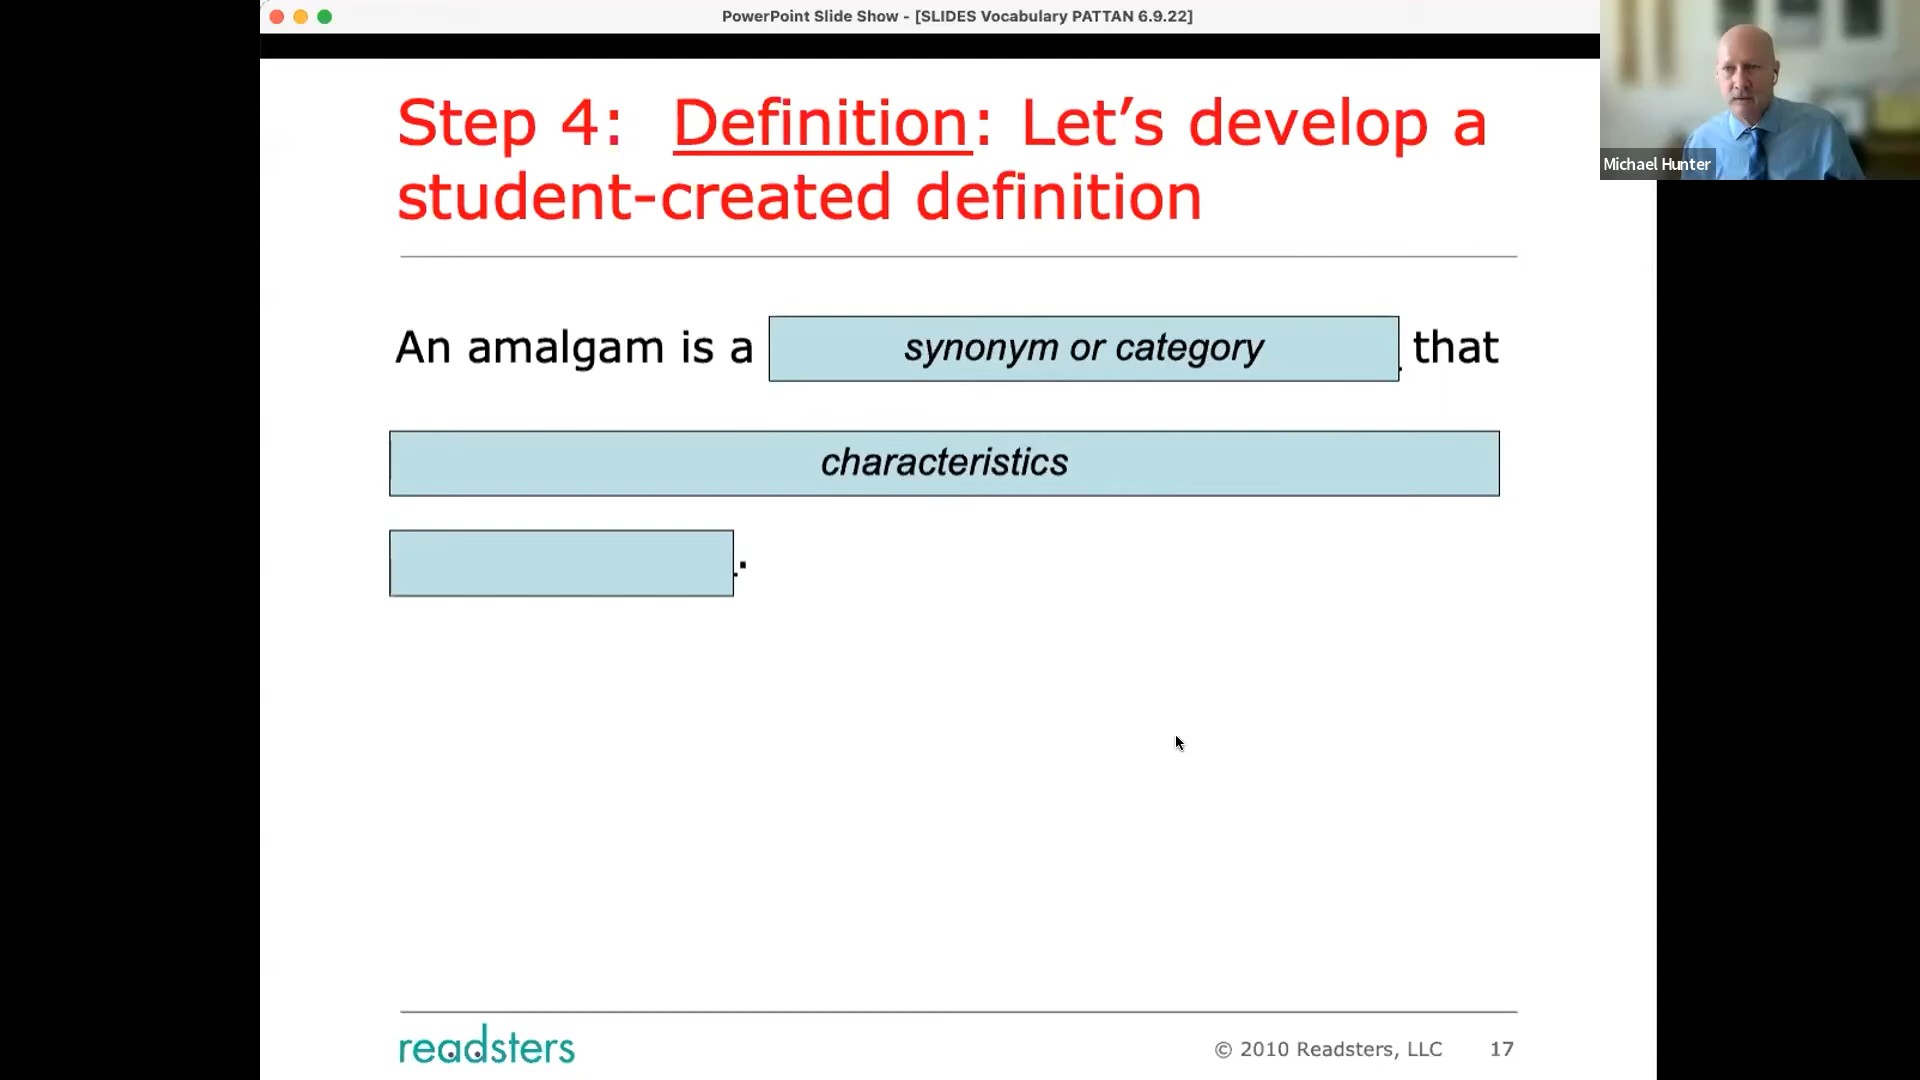 PowerPoint Slide Show - [SLIDES Vocabulary PATTAN 6.9.22]
Michael Hunter
Step 4: Definition: Let’s develop a
student-created definition
An amalgam is a synonym or category that
characteristics
.
readsters
© 2010 Readsters, LLC 17